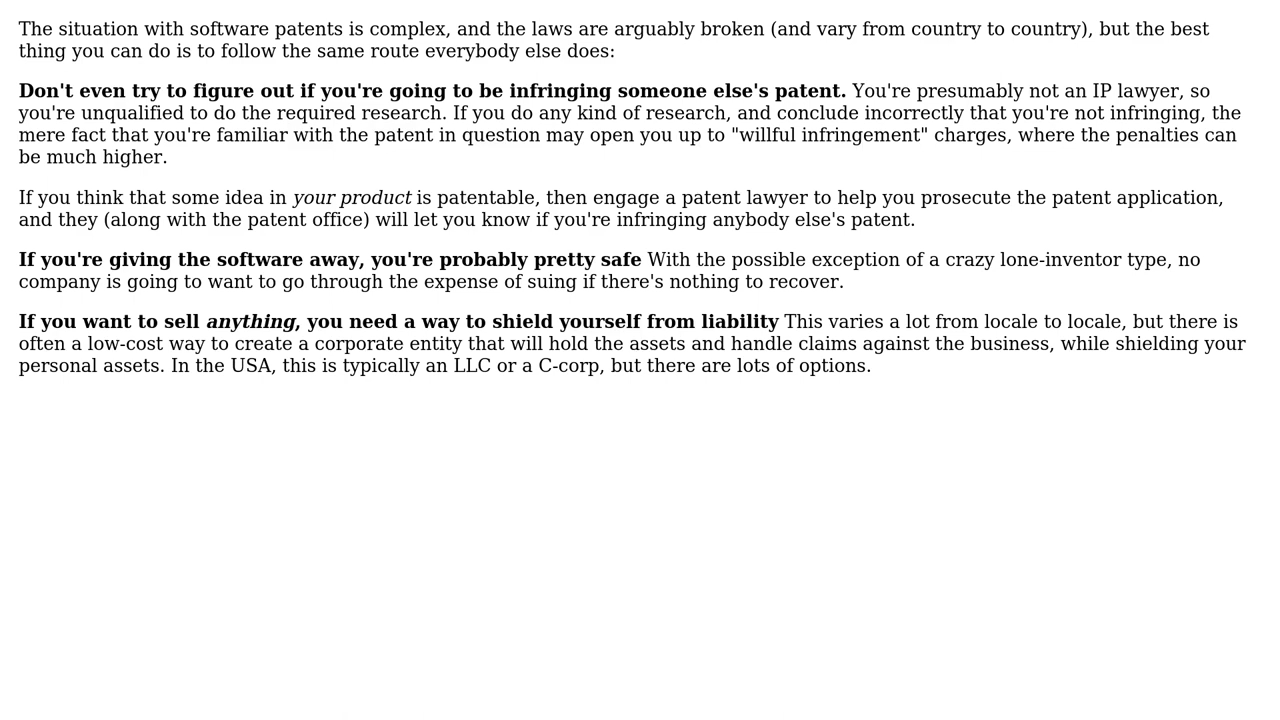 The situation with software patents is complex, and the laws are arguably broken (and vary from country to country), but the best
thing you can do is to follow the same route everybody else does:
Don't even try to figure out if you're going to be infringing someone else's patent. You're presumably not an IP lawyer, so
you're unqualified to do the required research. If you do any kind of research, and conclude incorrectly that you're not infringing, the
mere fact that you're familiar with the patent in question may open you up to "willful infringement" charges, where the penalties can
be much higher.
If you think that some idea in your product is patentable, then engage a patent lawyer to help you prosecute the patent application,
and they (along with the patent office) will let you know if you're infringing anybody else's patent.
If you're giving the software away, you're probably pretty safe With the possible exception of a crazy lone-inventor type, no
company is going to want to go through the expense of suing if there's nothing to recover.
If you want to sell anything, you need a way to shield yourself from liability This varies a lot from locale to locale, but there is
often a low-cost way to create a corporate entity that will hold the assets and handle claims against the business, while shielding your
personal assets. In the USA, this is typically an LLC or a C-corp, but there are lots of options.